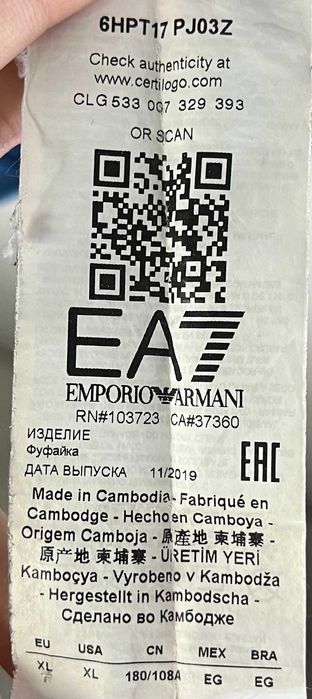 6HPT17 PJ03Z
Check authenticity at
www.certilogo.com
CLG 533 007 329 393
OR SCAN
EA7
EMPORIO ARMANI
RN#103723 CA#37360
ИЗДЕЛИЕ
Фуфайка
ДАТА ВЫПУСКА 11/2019
EAC
Made in Cambodia - Fabriqué en
Cambodge - Hecho en Camboya -
Origem Camboja - 原産地 柬埔寨 -
原产地 柬埔寨 - ÜRETİM YERİ
Kamboçya - Vyrobeno v Kambodža
- Hergestellt in Kambodscha -
Сделано во Камбодже
EU USA CN MEX BRA
XL XL 180/108A EG EG